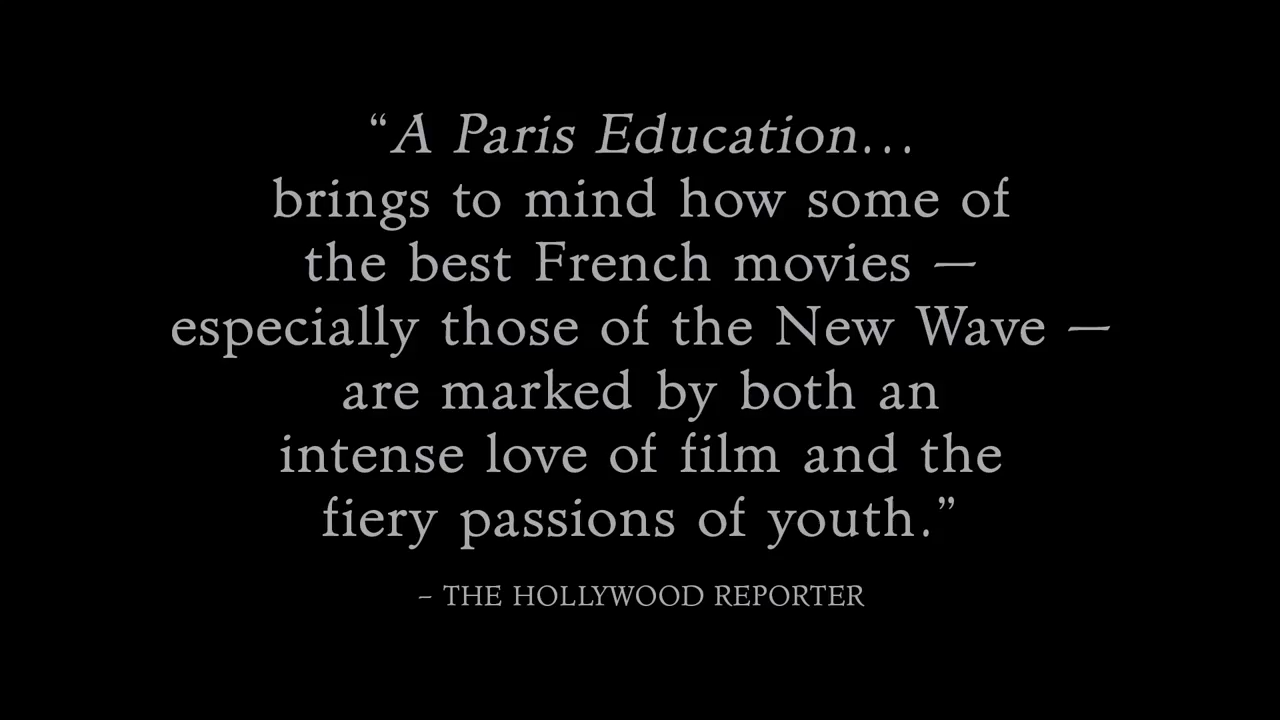 “A Paris Education…
brings to mind how some of
the best French movies —
especially those of the New Wave —
are marked by both an
intense love of film and the
fiery passions of youth.”
– THE HOLLYWOOD REPORTER